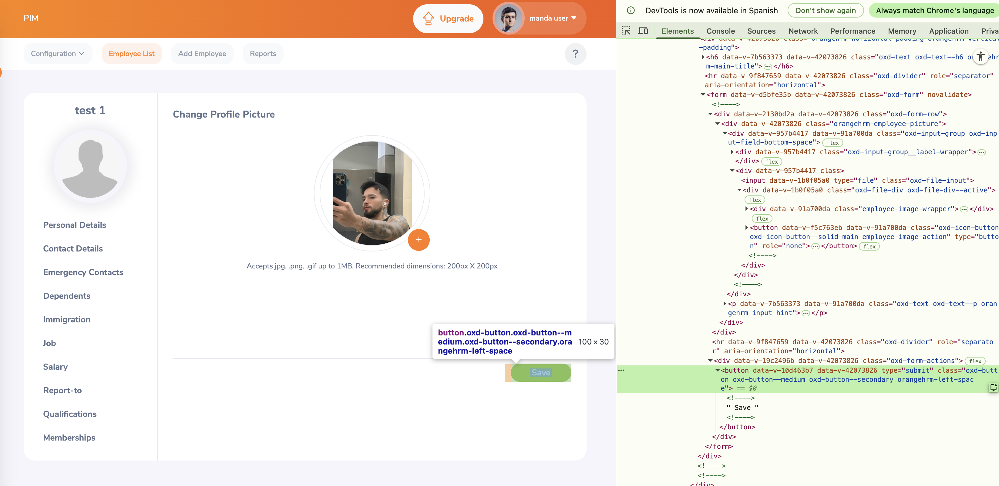 PIM
Upgrade
manda user
Configuration
Employee List
Add Employee
Reports
?
test 1
Personal Details
Contact Details
Emergency Contacts
Dependents
Immigration
Job
Salary
Report-to
Qualifications
Memberships
Change Profile Picture
+
Accepts jpg, .png, .gif up to 1MB. Recommended dimensions: 200px X 200px
button.oxd-button.oxd-button--m
edium.oxd-button--secondary.ora
ngehrm-left-space
100 × 30
Save
DevTools is now available in Spanish
Don't show again
Always match Chrome's language
Elements Console Sources Network Performance Memory Application Priva
-padding">
<h6 data-v-7b563373 data-v-42073826 class="oxd-text oxd-text--h6 or ehr
m-main-title">…</h6>
<hr data-v-9f847659 data-v-42073826 class="oxd-divider" role="separator"
aria-orientation="horizontal">
<form data-v-d5bfe35b data-v-42073826 class="oxd-form" novalidate>
<!---->
<div data-v-2130bd2a data-v-42073826 class="oxd-form-row">
<div data-v-42073826 class="orangehrm-employee-picture">
<div data-v-957b4417 data-v-91a700da class="oxd-input-group oxd-inp
ut-field-bottom-space"> flex
<div data-v-957b4417 class="oxd-input-group__label-wrapper">…
</div> flex
<div data-v-957b4417 class>
<input data-v-1b0f05a0 type="file" class="oxd-file-input">
<div data-v-1b0f05a0 class="oxd-file-div oxd-file-div--active">
flex
<div data-v-91a700da class="employee-image-wrapper">…</div>
flex
<button data-v-f5c763eb data-v-91a700da class="oxd-icon-button
oxd-icon-button--solid-main employee-image-action" type="butto
n" role="none">…</button> flex
<!---->
</div>
</div>
<!---->
</div>
<p data-v-7b563373 data-v-91a700da class="oxd-text oxd-text--p oran
gehrm-input-hint">…</p>
</div>
</div>
<hr data-v-9f847659 data-v-42073826 class="oxd-divider" role="separato
r" aria-orientation="horizontal">
<div data-v-19c2496b data-v-42073826 class="oxd-form-actions"> flex
<button data-v-10d463b7 data-v-42073826 type="submit" class="oxd-butt
on oxd-button--medium oxd-button--secondary orangehrm-left-spac
e"> == $0
<!---->
" Save "
<!---->
</button>
</div>
</form>
</div>
<!---->
<!---->
</div>